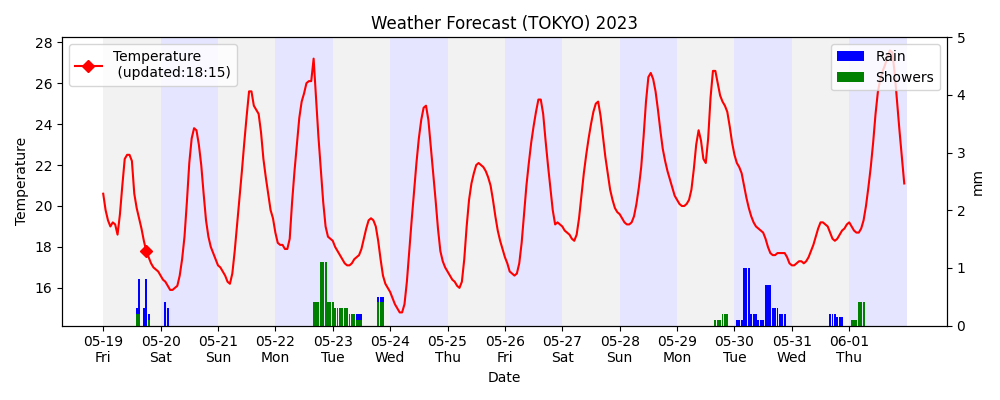 Weather Forecast (TOKYO) 2023
Temperature
(updated:18:15)
Rain
Showers
Temperature
28
26
24
22
20
18
16
5
4
3
2
1
0
mm
05-19 05-20 05-21 05-22 05-23 05-24 05-25 05-26 05-27 05-28 05-29 05-30 05-31 06-01
Fri Sat Sun Mon Tue Wed Thu Fri Sat Sun Mon Tue Wed Thu
Date